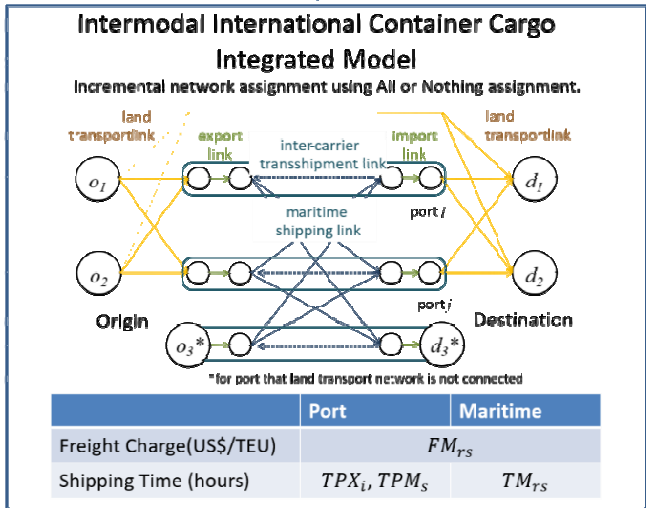 Intermodal International Container Cargo
Integrated Model
Incremental network assignment using All or Nothing assignment.
land
transportlink
export
link
inter-carrier
transshipment link
import
link
land
transportlink
o1
d1
port i
maritime
shipping link
o2
d2
port j
Origin
Destination
o3*
d3*
*for port that land transport network is not connected
Port Maritime
Freight Charge(US$/TEU) FMrs
Shipping Time (hours) TPXi, TPMs TMrs